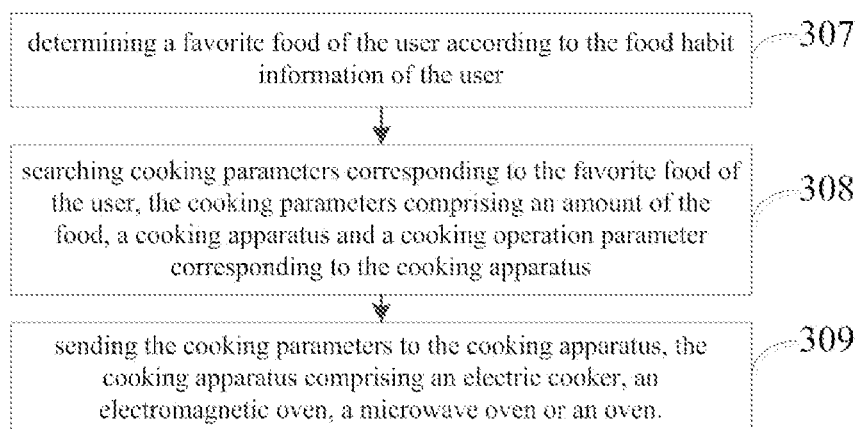 determining a favorite food of the user according to the food habit
information of the user
307
searching cooking parameters corresponding to the favorite food of
the user, the cooking parameters comprising an amount of the
food, a cooking apparatus and a cooking operation parameter
corresponding to the cooking apparatus
308
sending the cooking parameters to the cooking apparatus, the
cooking apparatus comprising an electric cooker, an
electromagnetic oven, a microwave oven or an oven.
309